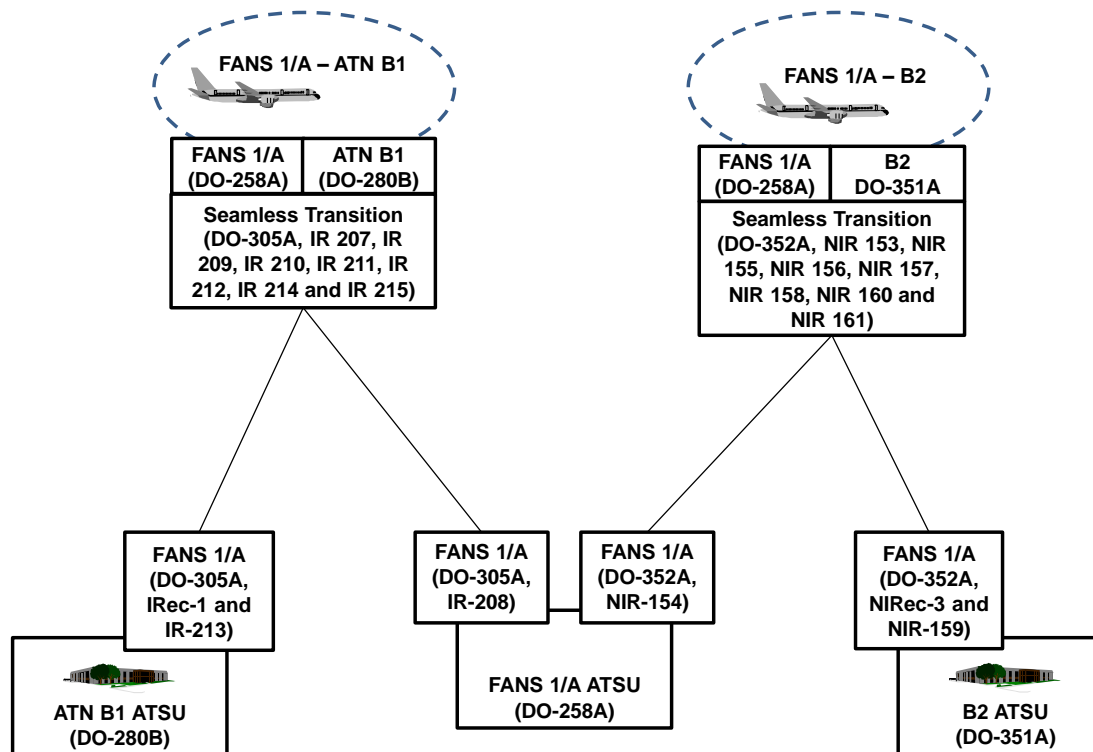 FANS 1/A – ATN B1
FANS 1/A
(DO-258A)
ATN B1
(DO-280B)
Seamless Transition
(DO-305A, IR 207, IR
209, IR 210, IR 211, IR
212, IR 214 and IR 215)
FANS 1/A – B2
FANS 1/A
(DO-258A)
B2
DO-351A
Seamless Transition
(DO-352A, NIR 153, NIR
155, NIR 156, NIR 157,
NIR 158, NIR 160 and
NIR 161)
FANS 1/A
(DO-305A,
IRec-1 and
IR-213)
ATN B1 ATSU
(DO-280B)
FANS 1/A
(DO-305A,
IR-208)
FANS 1/A
(DO-352A,
NIR-154)
FANS 1/A ATSU
(DO-258A)
FANS 1/A
(DO-352A,
NIRec-3 and
NIR-159)
B2 ATSU
(DO-351A)